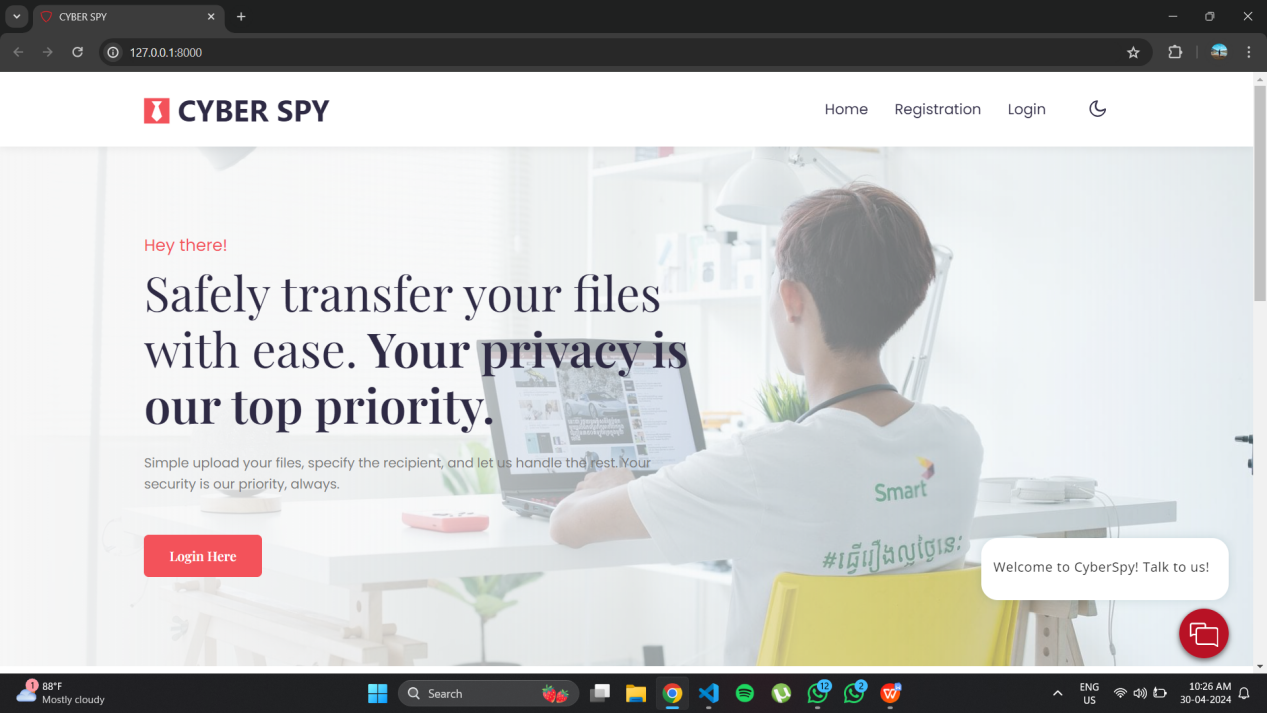 CYBER SPY
127.0.0.1:8000
CYBER SPY
Home
Registration
Login
Hey there!
Safely transfer your files
with ease. Your privacy is
our top priority.
Simple upload your files, specify the recipient, and let us handle the rest. Your
security is our priority, always.
Login Here
Smart
#ធ្វើរឿងល្អថ្ងៃនេះ
Welcome to CyberSpy! Talk to us!
1
88°F
Mostly cloudy
Search
12
2
ENG
US
10:26 AM
30-04-2024